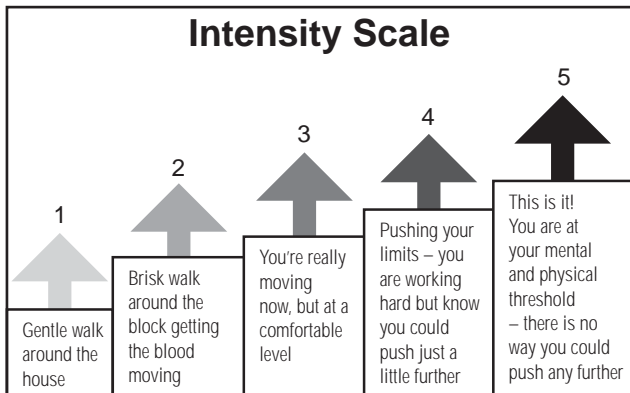 Intensity Scale
1
Gentle walk
around the
house
2
Brisk walk
around the
block getting
the blood
moving
3
You're really
moving
now, but at a
comfortable
level
4
Pushing your
limits – you
are working
hard but know
you could
push just a
little further
5
This is it!
You are at
your mental
and physical
threshold
– there is no
way you could
push any further